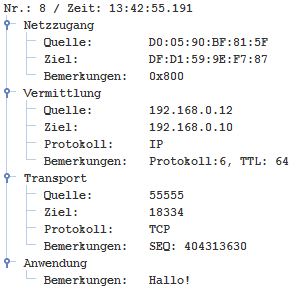 Nr.: 8 / Zeit: 13:42:55.191
Netzzugang
Quelle: D0:05:90:BF:81:5F
Ziel: DF:D1:59:9E:F7:87
Bemerkungen: 0x800
Vermittlung
Quelle: 192.168.0.12
Ziel: 192.168.0.10
Protokoll: IP
Bemerkungen: Protokoll:6, TTL: 64
Transport
Quelle: 55555
Ziel: 18334
Protokoll: TCP
Bemerkungen: SEQ: 404313630
Anwendung
Bemerkungen: Hallo!